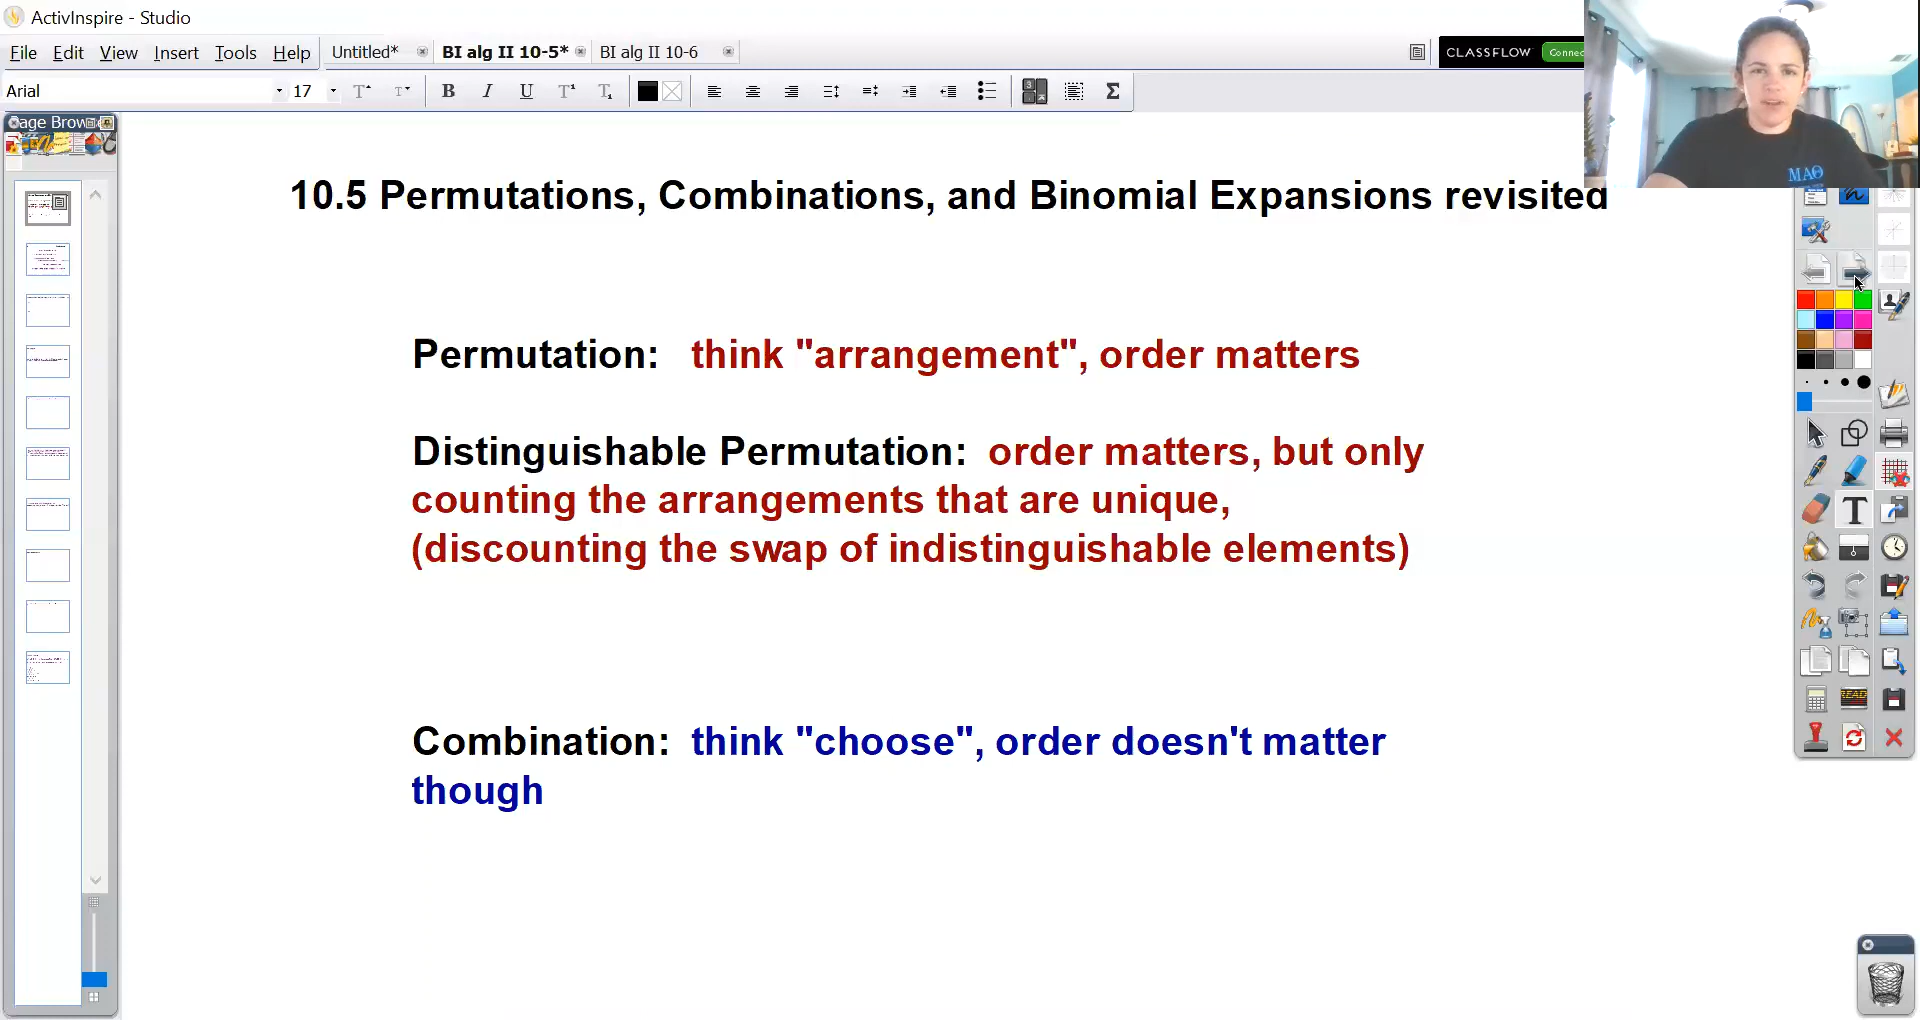 ActivInspire - Studio
File Edit View Insert Tools Help
Untitled* BI alg II 10-5* BI alg II 10-6
CLASSFLOW Connec
Arial 17
B I U
Σ
MAΘ
10.5 Permutations, Combinations, and Binomial Expansions revisited
Permutation: think "arrangement", order matters
Distinguishable Permutation: order matters, but only
counting the arrangements that are unique,
(discounting the swap of indistinguishable elements)
Combination: think "choose", order doesn't matter
though